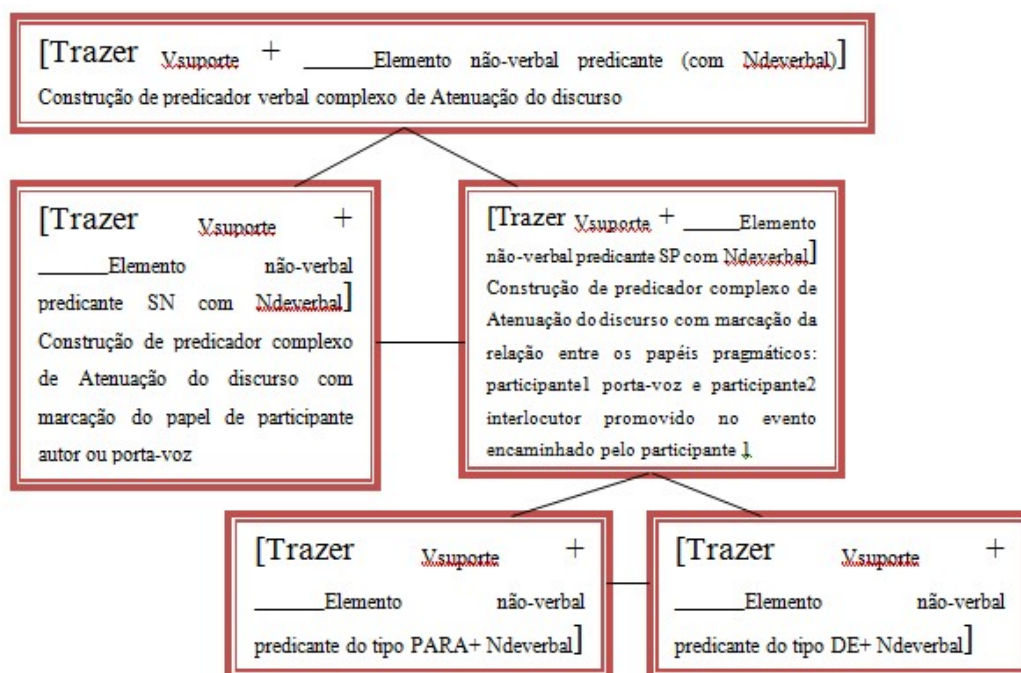 [Trazer Vsuporte + ______Elemento não-verbal predicante (com Ndeverbal)]
Construção de predicador verbal complexo de Atenuação do discurso
[Trazer Vsuporte +
______Elemento não-verbal
predicante SN com Ndeverbal]
Construção de predicador complexo
de Atenuação do discurso com
marcação do papel de participante
autor ou porta-voz
[Trazer Vsuporte + ______Elemento
não-verbal predicante SP com Ndeverbal]
Construção de predicador complexo de
Atenuação do discurso com marcação da
relação entre os papéis pragmáticos:
participante1 porta-voz e participante2
interlocutor promovido no evento
encaminhado pelo participante 1.
[Trazer Vsuporte +
______Elemento não-verbal
predicante do tipo PARA+ Ndeverbal]
[Trazer Vsuporte +
______Elemento não-verbal
predicante do tipo DE+ Ndeverbal]